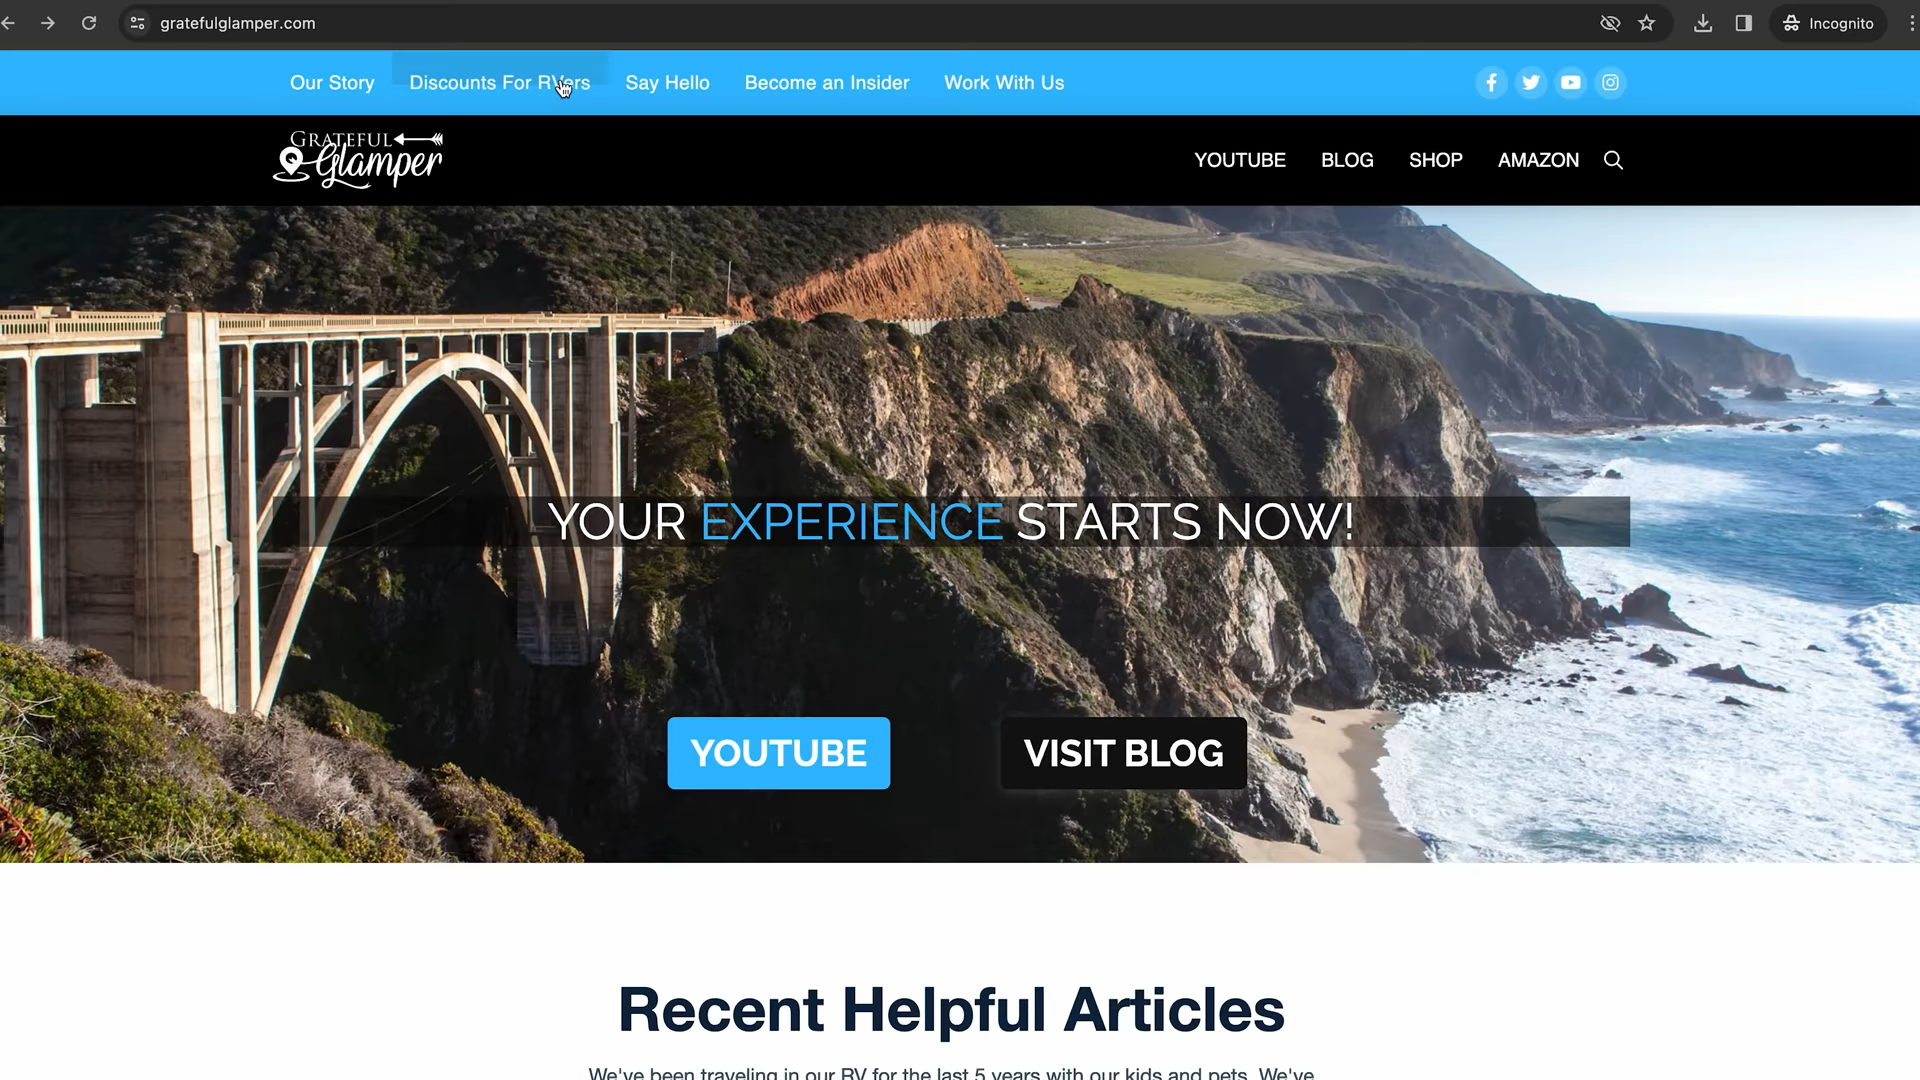 gratefulglamper.com
Incognito
Our Story
Discounts For RVers
Say Hello
Become an Insider
Work With Us
GRATEFUL
Glamper
YOUTUBE
BLOG
SHOP
AMAZON
YOUR EXPERIENCE STARTS NOW!
YOUTUBE
VISIT BLOG
Recent Helpful Articles
We've been traveling in our RV for the last 5 years with our kids and pets. We've